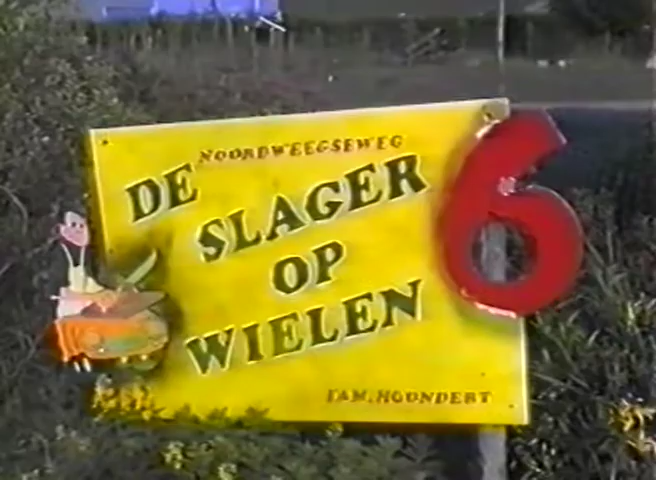 NOORDWEEGSEWEG
6
DE SLAGER
OP
WIELEN
FAM. HOONDERT